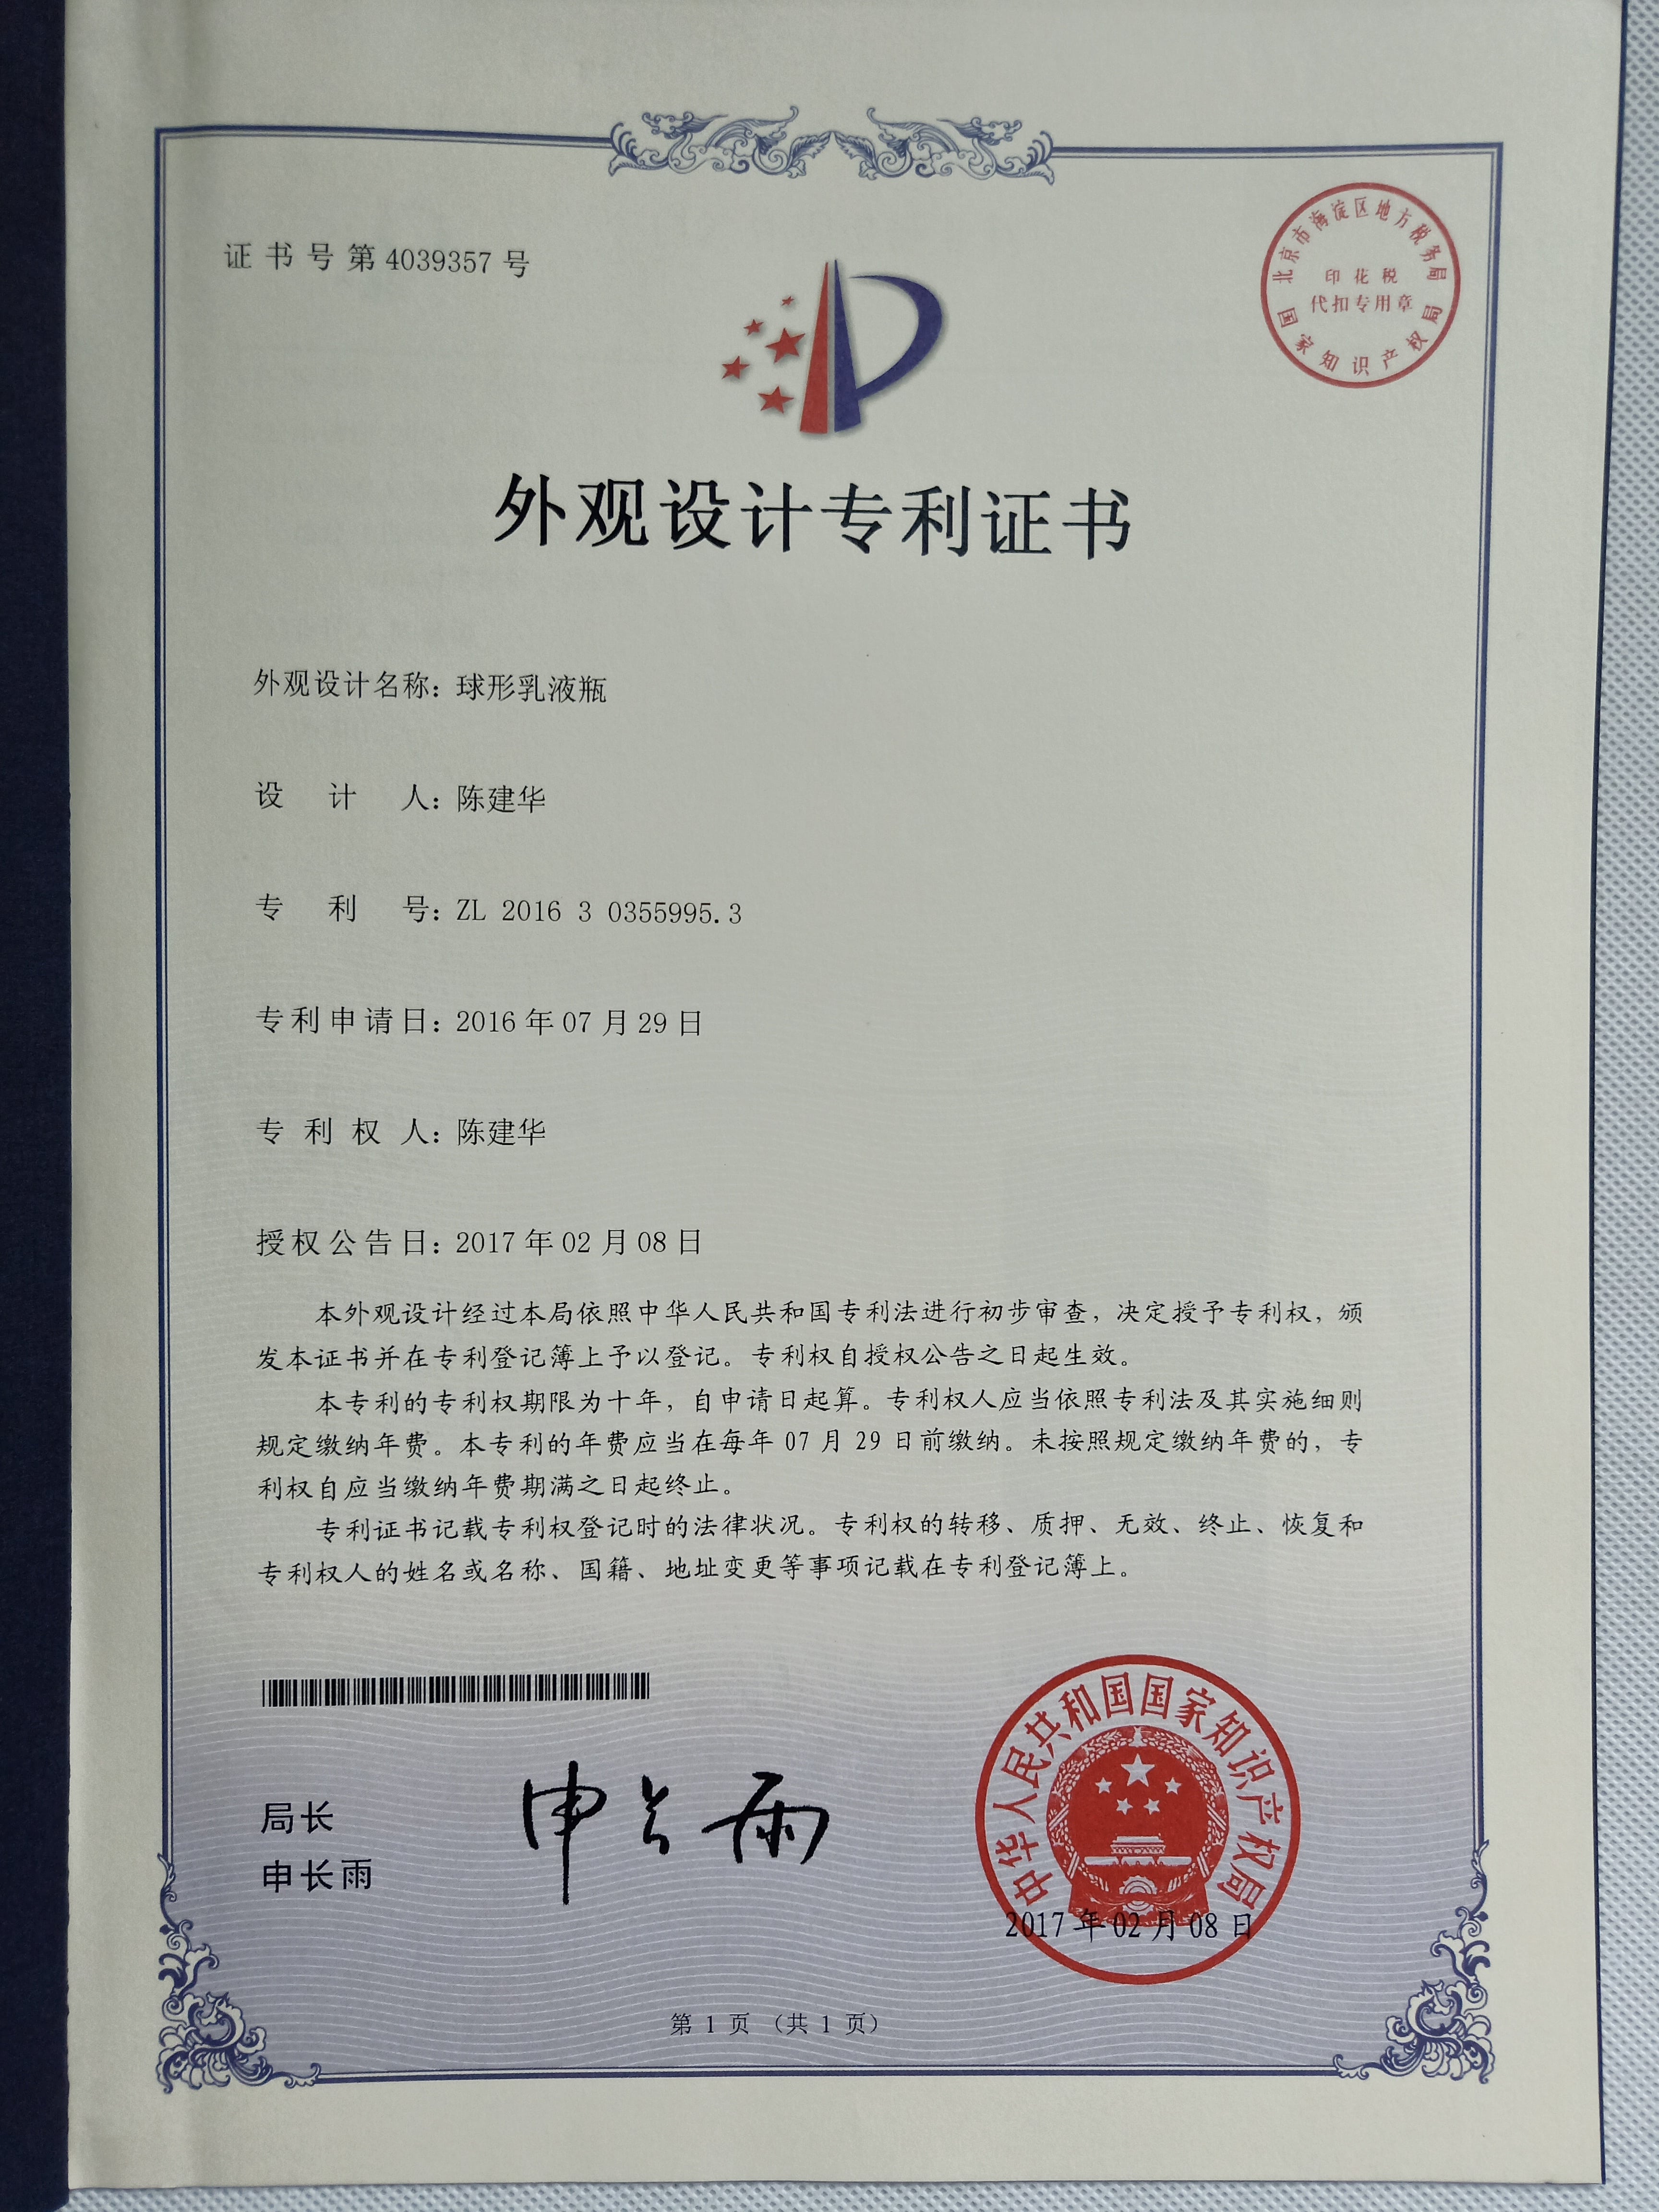 证书号第4039357号
北京市海淀区地方税务局
印花税
代扣专用章
国家知识产权局
外观设计专利证书
外观设计名称：球形乳液瓶
设计人：陈建华
专利号：ZL 2016 3 0355995.3
专利申请日：2016年07月29日
专利权人：陈建华
授权公告日：2017年02月08日
本外观设计经过本局依照中华人民共和国专利法进行初步审查，决定授予专利权，颁
发本证书并在专利登记簿上予以登记。专利权自授权公告之日起生效。
本专利的专利权期限为十年，自申请日起算。专利权人应当依照专利法及其实施细则
规定缴纳年费。本专利的年费应当在每年07月29日前缴纳。未按照规定缴纳年费的，专
利权自应当缴纳年费期满之日起终止。
专利证书记载专利权登记时的法律状况。专利权的转移、质押、无效、终止、恢复和
专利权人的姓名或名称、国籍、地址变更等事项记载在专利登记簿上。
局长
申长雨
申长雨
中华人民共和国国家知识产权局
2017年02月08日
第1页（共1页）